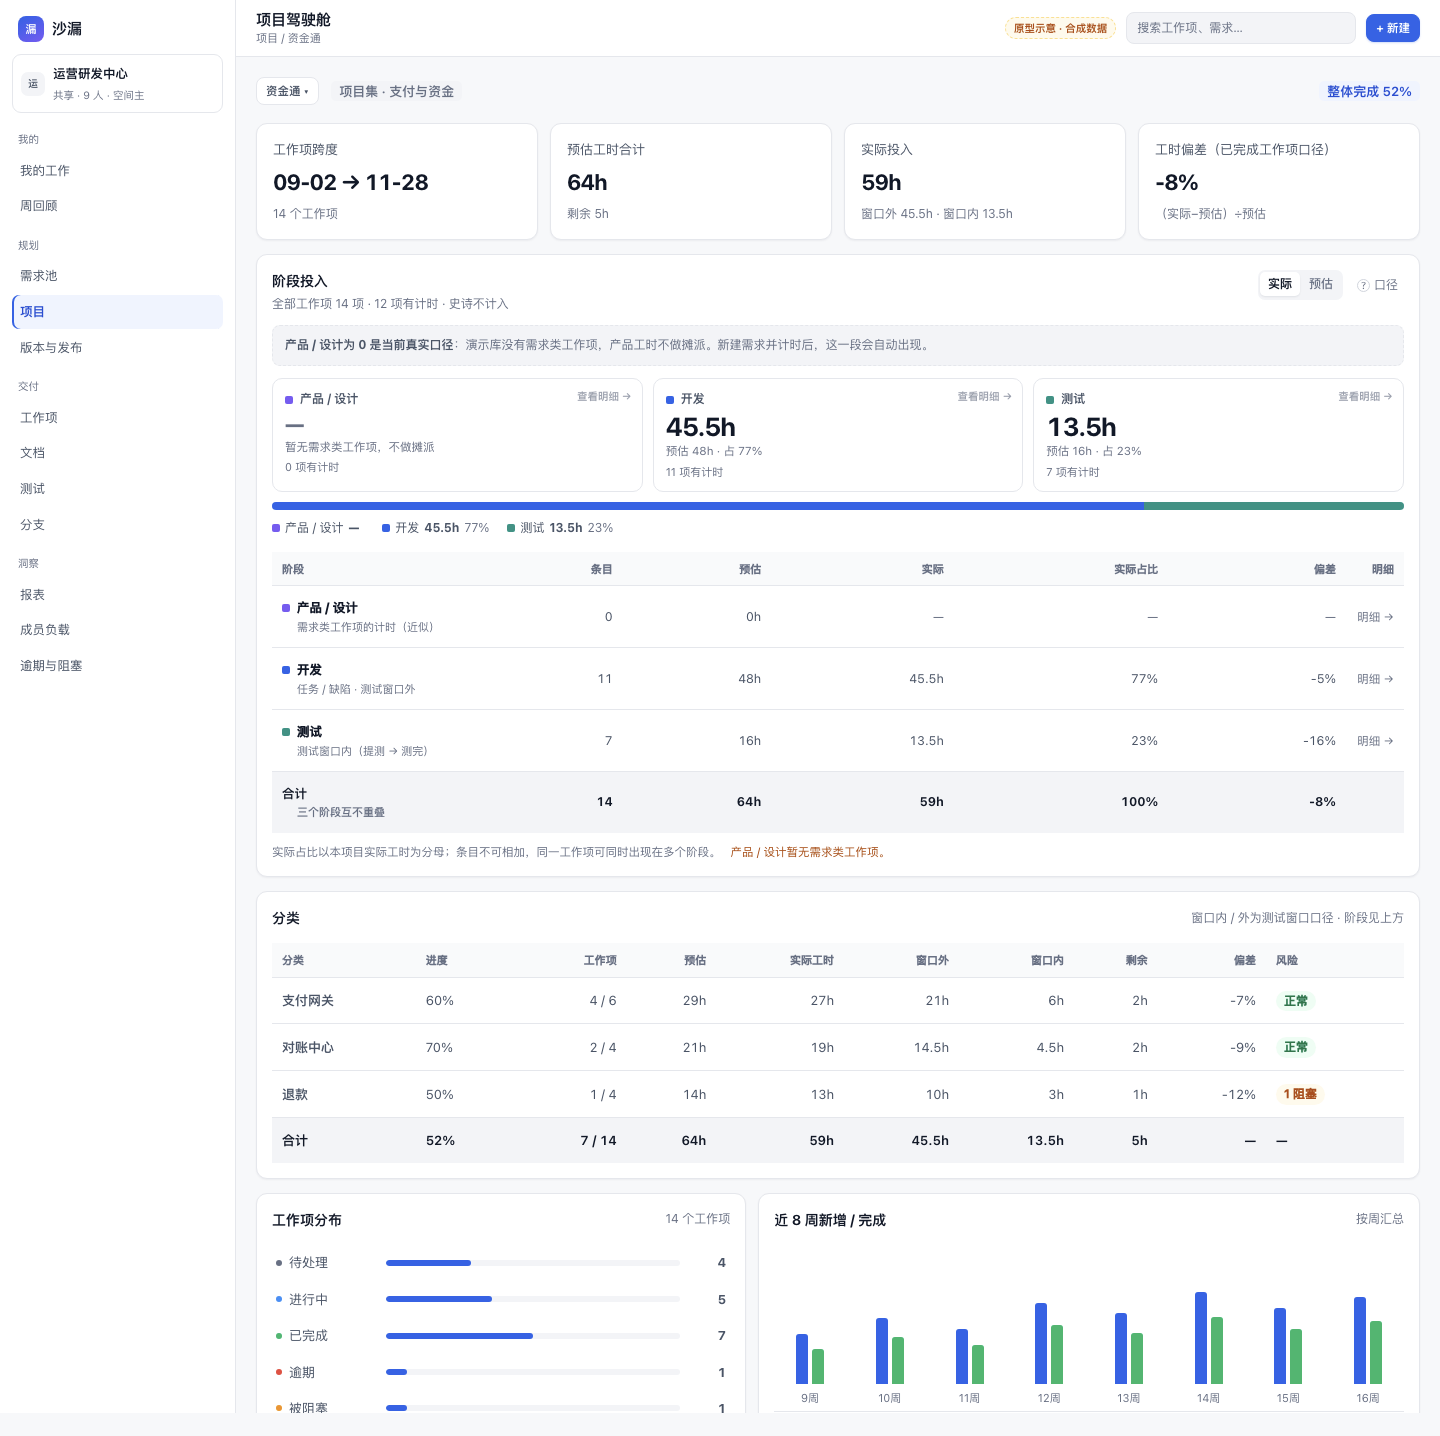 漏 沙漏
运 运营研发中心
共享 · 9 人 · 空间主
我的
我的工作
周回顾
规划
需求池
项目
版本与发布
交付
工作项
文档
测试
分支
洞察
报表
成员负载
逾期与阻塞
项目驾驶舱
项目 / 资金通
原型示意 · 合成数据
搜索工作项、需求...
+ 新建
资金通 ▾ 项目集 · 支付与资金 整体完成 52%
工作项跨度
09-02 → 11-28
14 个工作项
预估工时合计
64h
剩余 5h
实际投入
59h
窗口外 45.5h · 窗口内 13.5h
工时偏差（已完成工作项口径）
-8%
（实际−预估）÷预估
阶段投入
全部工作项 14 项 · 12 项有计时 · 史诗不计入
实际 预估 ? 口径
产品 / 设计为 0 是当前真实口径：演示库没有需求类工作项，产品工时不做摊派。新建需求并计时后，这一段会自动出现。
产品 / 设计 查看明细 →
—
暂无需求类工作项，不做摊派
0 项有计时
开发 查看明细 →
45.5h
预估 48h · 占 77%
11 项有计时
测试 查看明细 →
13.5h
预估 16h · 占 23%
7 项有计时
产品 / 设计 — 开发 45.5h 77% 测试 13.5h 23%
阶段 条目 预估 实际 实际占比 偏差 明细
产品 / 设计 0 0h — — — 明细 →
需求类工作项的计时（近似）
开发 11 48h 45.5h 77% -5% 明细 →
任务 / 缺陷 · 测试窗口外
测试 7 16h 13.5h 23% -16% 明细 →
测试窗口内（提测 → 测完）
合计 14 64h 59h 100% -8%
三个阶段互不重叠
实际占比以本项目实际工时为分母；条目不可相加，同一工作项可同时出现在多个阶段。 产品 / 设计暂无需求类工作项。
分类 窗口内 / 外为测试窗口口径 · 阶段见上方
分类 进度 工作项 预估 实际工时 窗口外 窗口内 剩余 偏差 风险
支付网关 60% 4 / 6 29h 27h 21h 6h 2h -7% 正常
对账中心 70% 2 / 4 21h 19h 14.5h 4.5h 2h -9% 正常
退款 50% 1 / 4 14h 13h 10h 3h 1h -12% 1 阻塞
合计 52% 7 / 14 64h 59h 45.5h 13.5h 5h — —
工作项分布 14 个工作项
待处理 4
进行中 5
已完成 7
逾期 1
被阻塞 1
近 8 周新增 / 完成 按周汇总
9周 10周 11周 12周 13周 14周 15周 16周